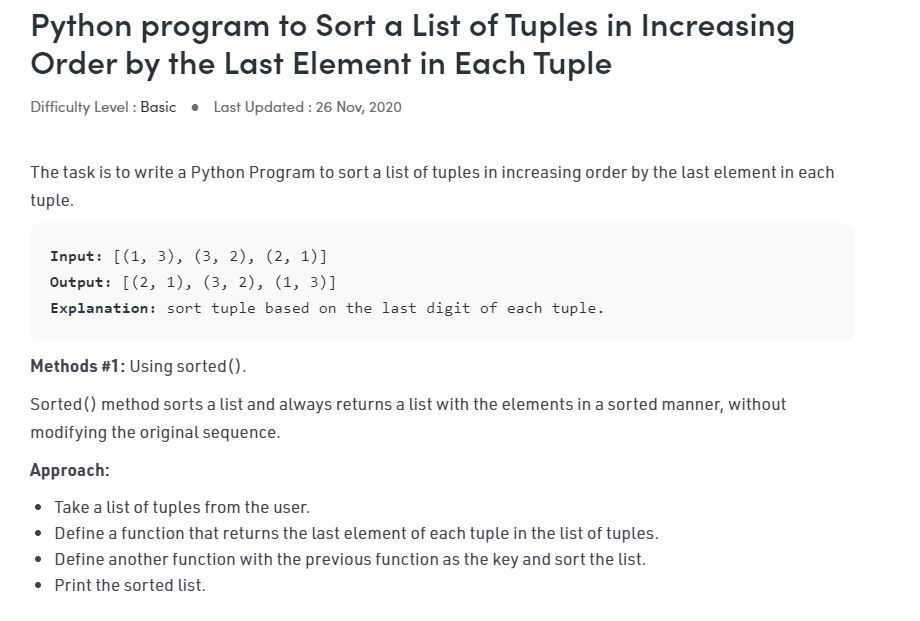 Python program to Sort a List of Tuples in Increasing
Order by the Last Element in Each Tuple
Difficulty Level : Basic ● Last Updated : 26 Nov, 2020
The task is to write a Python Program to sort a list of tuples in increasing order by the last element in each
tuple.
Input: [(1, 3), (3, 2), (2, 1)]
Output: [(2, 1), (3, 2), (1, 3)]
Explanation: sort tuple based on the last digit of each tuple.
Methods #1: Using sorted().
Sorted() method sorts a list and always returns a list with the elements in a sorted manner, without
modifying the original sequence.
Approach:
• Take a list of tuples from the user.
• Define a function that returns the last element of each tuple in the list of tuples.
• Define another function with the previous function as the key and sort the list.
• Print the sorted list.